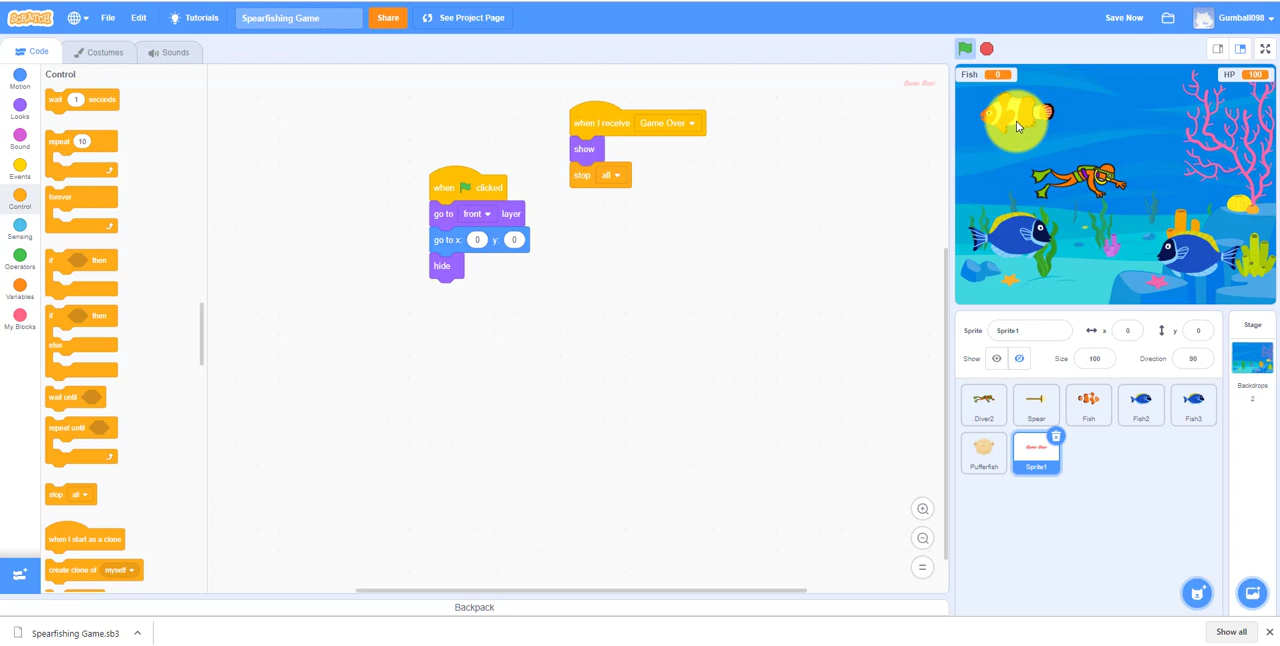 SCRATCH File Edit Tutorials Spearfishing Game Share See Project Page Save Now Gumball098
Code Costumes Sounds
Motion
Looks
Sound
Events
Control
Sensing
Operators
Variables
My Blocks
Control
wait 1 seconds
repeat 10
forever
if then
if then
else
wait until
repeat until
stop all
when I start as a clone
create clone of myself
when clicked
go to front layer
go to x: 0 y: 0
hide
when I receive Game Over
show
stop all
Game Over
Fish 0 HP 100
Sprite Sprite1 x 0 y 0
Show Size 100 Direction 90
Diver2 Spear Fish Fish2 Fish3
Pufferfish Game Over Sprite1
Stage
Backdrops
2
Backpack
Spearfishing Game.sb3 Show all